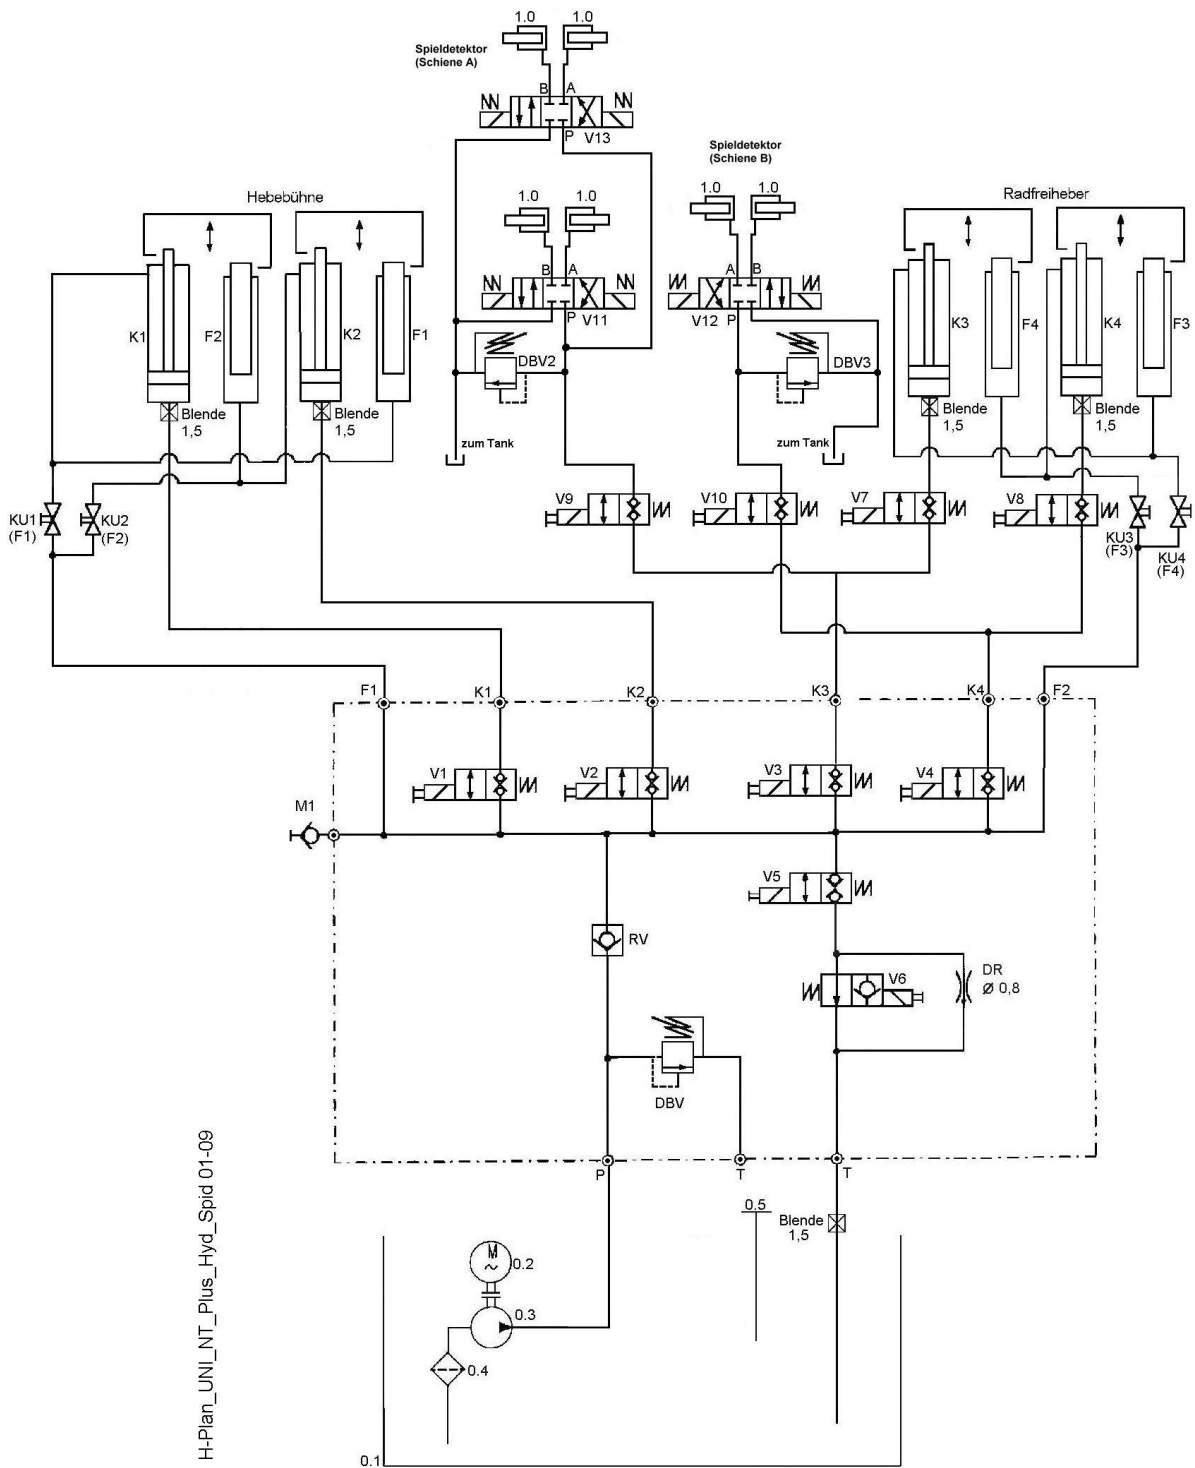 1.0
1.0
Spieldetektor
(Schiene A)
B
A
P
V13
Spieldetektor
(Schiene B)
Hebebühne
1.0
1.0
1.0
1.0
Radfreiheber
B
A
P
V11
A
B
V12
P
K1
F2
K2
F1
DBV2
DBV3
K3
F4
K4
F3
Blende
1,5
Blende
1,5
zum Tank
zum Tank
Blende
1,5
Blende
1,5
V9
V10
V7
V8
KU1
(F1)
KU2
(F2)
KU3
(F3)
KU4
(F4)
F1
K1
K2
K3
K4
F2
V1
V2
V3
V4
M1
V5
RV
V6
DR
Ø 0,8
DBV
P
T
T
0.5
Blende
1,5
M
~
0.2
0.3
0.4
0.1
H-Plan_UNI_NT_Plus_Hyd_Spid 01-09